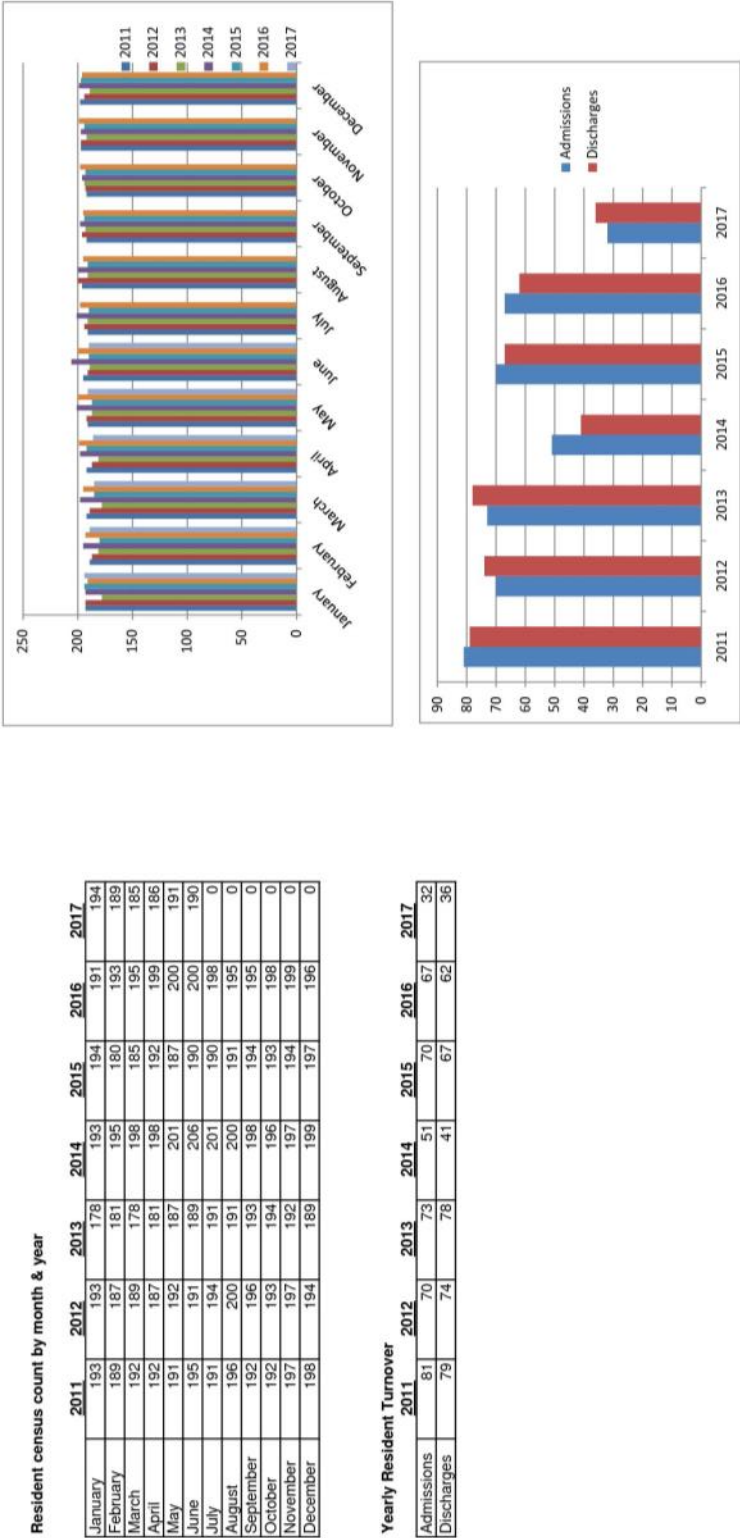 Resident census count by month & year
2011 2012 2013 2014 2015 2016 2017
January 193 193 178 193 194 191 194
February 189 187 181 195 180 193 189
March 192 189 178 198 185 195 185
April 192 187 181 198 192 199 186
May 191 192 187 201 187 200 191
June 195 191 189 206 190 200 190
July 191 194 191 201 190 198 0
August 196 200 191 200 191 195 0
September 192 196 193 198 194 195 0
October 192 193 194 196 193 198 0
November 197 197 192 197 194 199 0
December 198 194 189 199 197 196 0
Yearly Resident Turnover
2011 2012 2013 2014 2015 2016 2017
Admissions 81 70 73 51 70 67 32
Discharges 79 74 78 41 67 62 36
250
200
150
100
50
0
January February March April May June July August September October November December
2011
2012
2013
2014
2015
2016
2017
90
80
70
60
50
40
30
20
10
0
2011 2012 2013 2014 2015 2016 2017
Admissions
Discharges